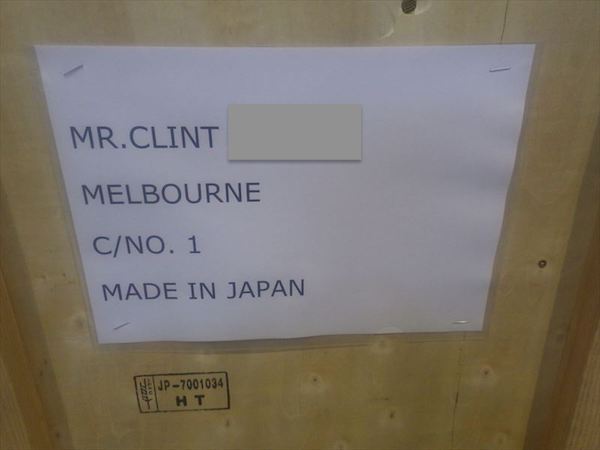 MR.CLINT
MELBOURNE
C/NO. 1
MADE IN JAPAN
JP-7001034
HT